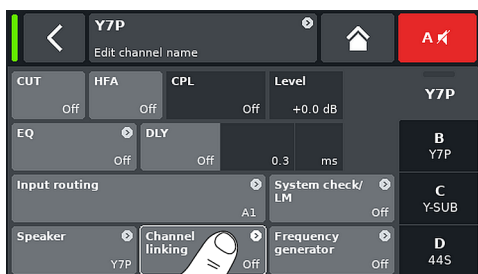 Y7P
Edit channel name
A
CUT
Off
HFA
Off
CPL
Off
Level
+0.0 dB
Y7P
EQ
Off
DLY
Off
0.3 ms
B
Y7P
Input routing
A1
System check/
LM
Off
C
Y-SUB
Speaker
Y7P
Channel
linking
Off
Frequency
generator
Off
D
44S